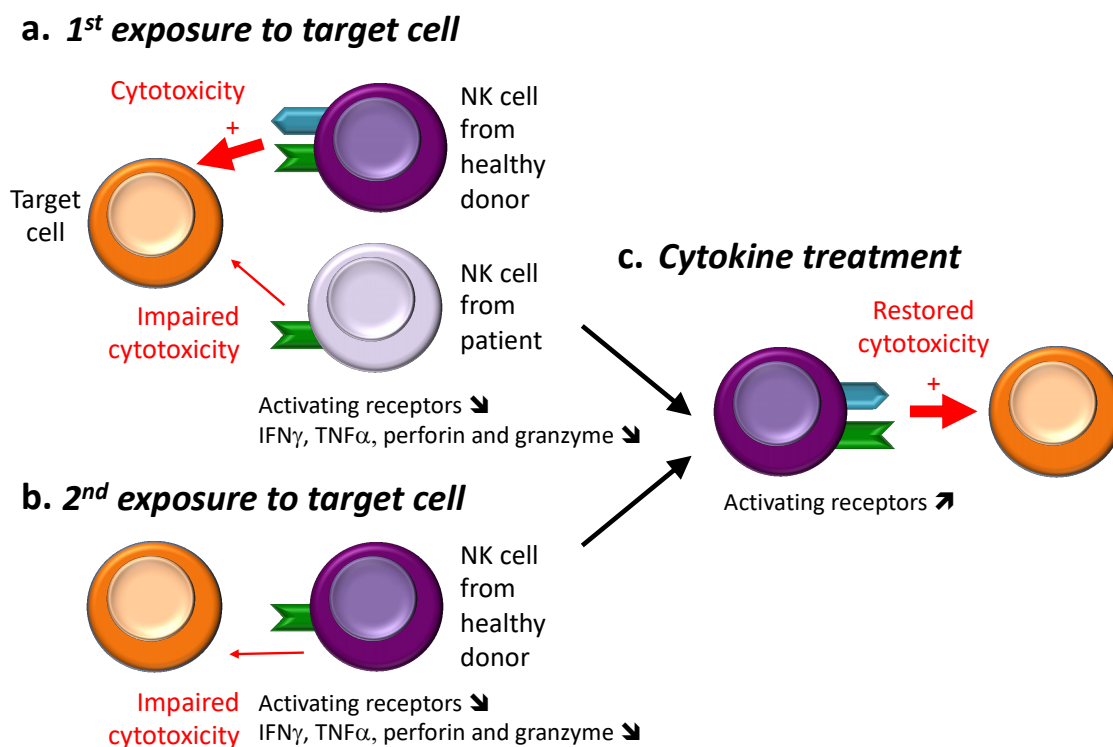 a. 1st exposure to target cell
Cytotoxicity
+
NK cell
from
healthy
donor
Target
cell
Impaired
cytotoxicity
NK cell
from
patient
Activating receptors ⬊
IFNγ, TNFα, perforin and granzyme ⬊
b. 2nd exposure to target cell
NK cell
from
healthy
donor
Impaired
cytotoxicity
Activating receptors ⬊
IFNγ, TNFα, perforin and granzyme ⬊
c. Cytokine treatment
Restored
cytotoxicity
+
Activating receptors ⬈